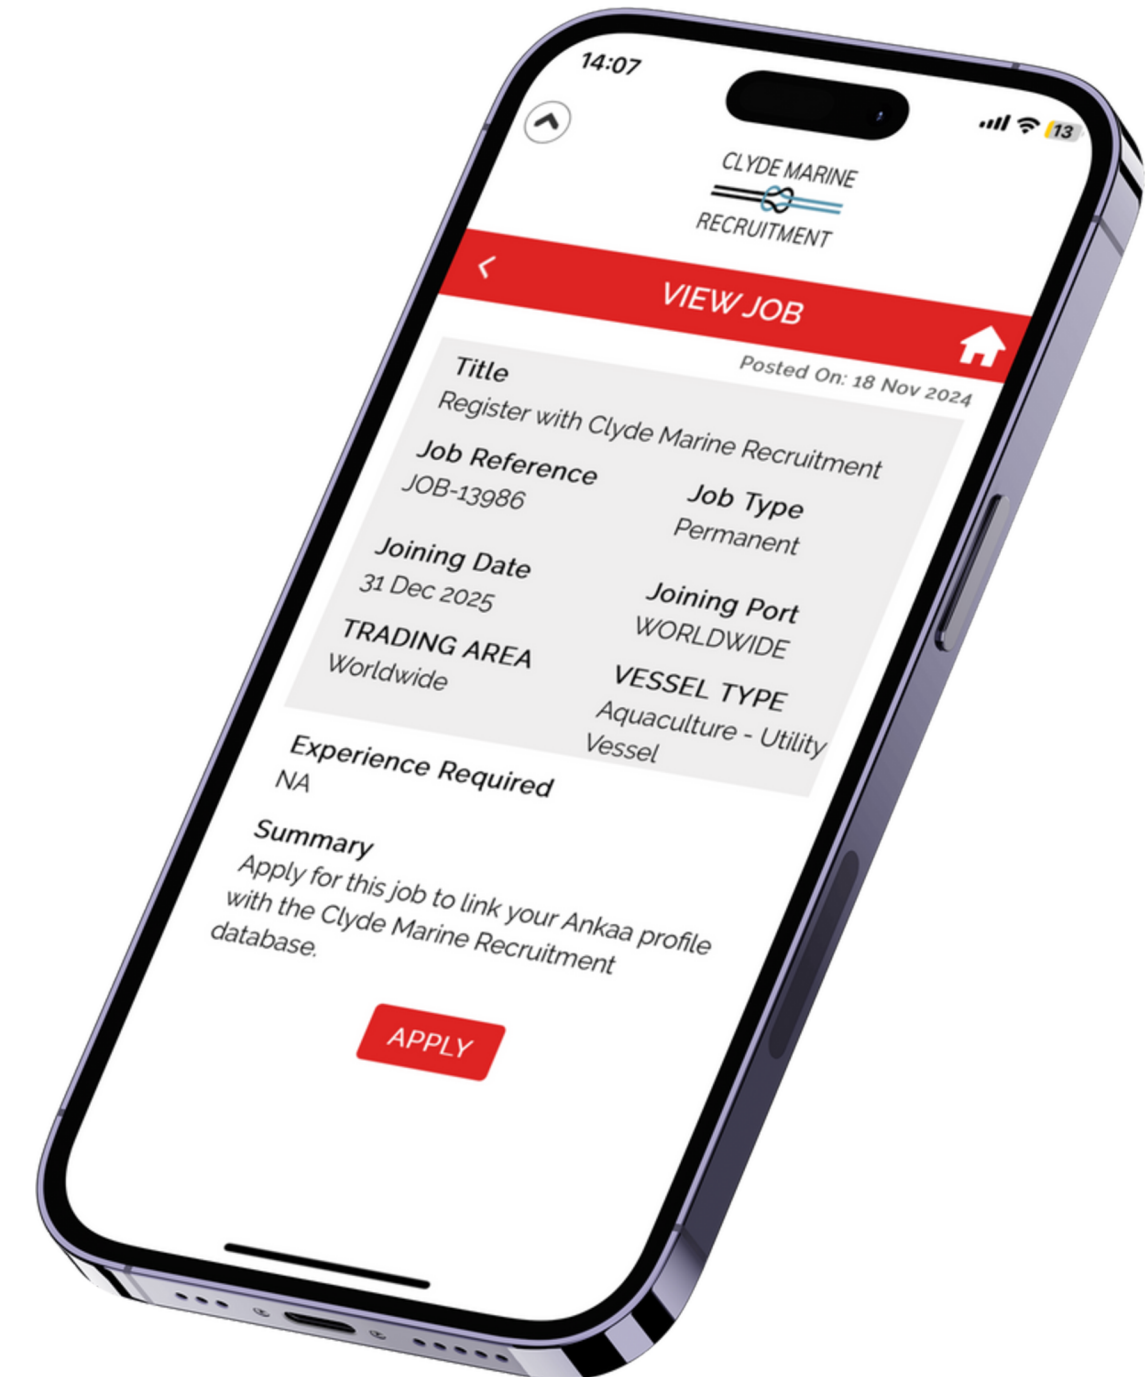 14:07
13
CLYDE MARINE
RECRUITMENT
VIEW JOB
Posted On: 18 Nov 2024
Title
Register with Clyde Marine Recruitment
Job Reference
JOB-13986
Job Type
Permanent
Joining Date
31 Dec 2025
Joining Port
WORLDWIDE
TRADING AREA
Worldwide
VESSEL TYPE
Aquaculture - Utility
Vessel
Experience Required
NA
Summary
Apply for this job to link your Ankaa profile
with the Clyde Marine Recruitment
database.
APPLY